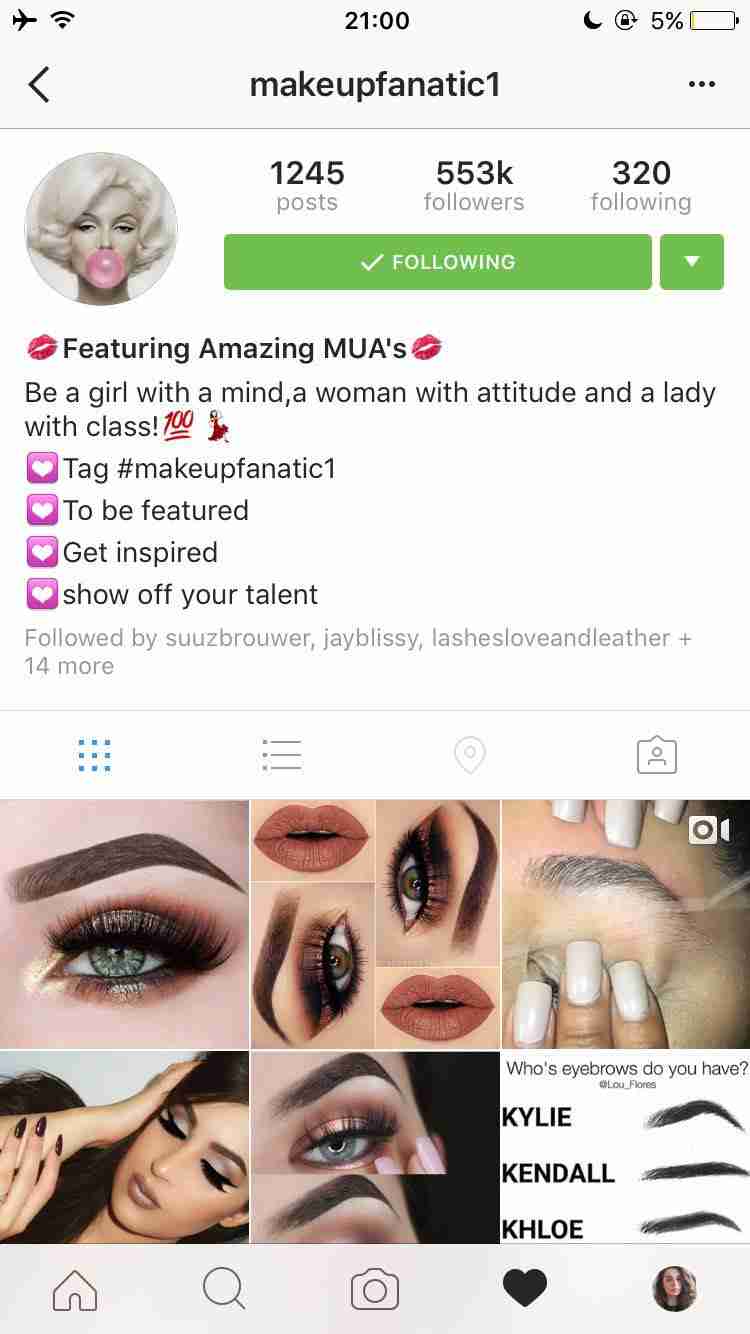 21:00
5%
makeupfanatic1
1245
posts
553k
followers
320
following
FOLLOWING
💋Featuring Amazing MUA's💋
Be a girl with a mind,a woman with attitude and a lady
with class!💯💃
💟Tag #makeupfanatic1
💟To be featured
💟Get inspired
💟show off your talent
Followed by suuzbrouwer, jayblissy, lashesloveandleather +
14 more
Who's eyebrows do you have?
@Lou_Flores
KYLIE
KENDALL
KHLOE